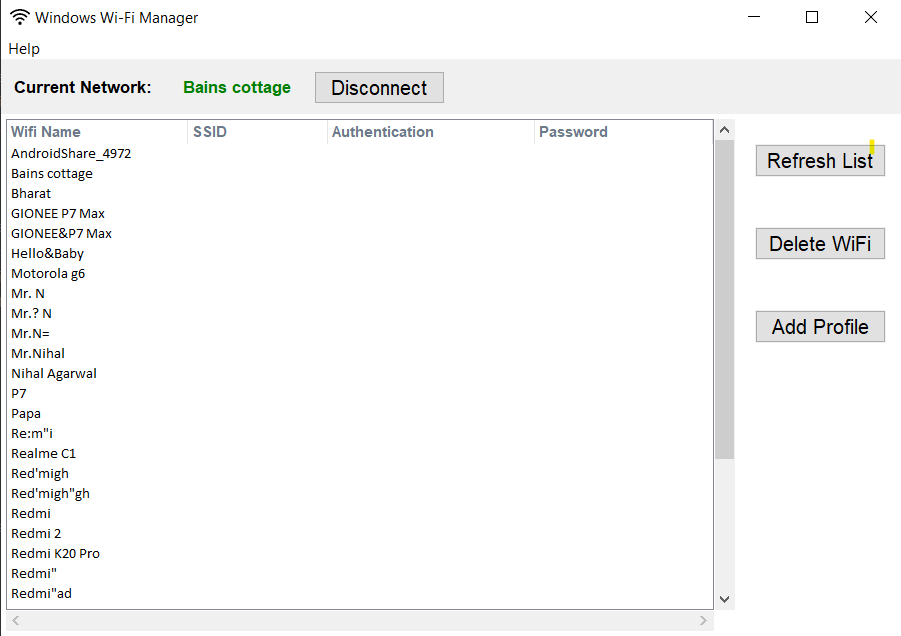 Windows Wi-Fi Manager
Help
Current Network: Bains cottage Disconnect
Wifi Name SSID Authentication Password
AndroidShare_4972
Bains cottage
Bharat
GIONEE P7 Max
GIONEE&P7 Max
Hello&Baby
Motorola g6
Mr. N
Mr.? N
Mr.N=
Mr.Nihal
Nihal Agarwal
P7
Papa
Re:m"i
Realme C1
Red'migh
Red'migh"gh
Redmi
Redmi 2
Redmi K20 Pro
Redmi"
Redmi"ad
Refresh List
Delete WiFi
Add Profile